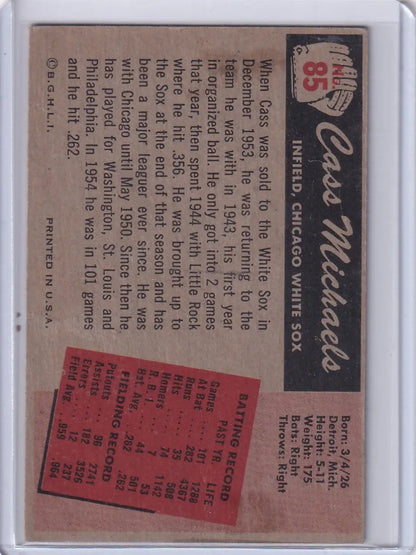 NO.
85
Cass Michaels
INFIELD, CHICAGO WHITE SOX
Born: 3/4/26
Detroit, Mich.
Height: 5-11
Weight: 175
Bats: Right
Throws: Right
When Cass was sold to the White Sox in
December 1953, he was returning to the
team he was with in 1943, his first year
in organized ball. He only got into 2 games
that year, then spent 1944 with Little Rock
where he hit .356. He was brought up to
the Sox at the end of that season and has
been a major leaguer ever since. He was
with Chicago until May 1950. Since then he
has played for Washington, St. Louis and
Philadelphia. In 1954 he was in 101 games
and he hit .262.
BATTING RECORD
PAST YR. LIFE
Games 101 1288
At Bat 282 4367
Runs 35 508
Hits 74 1142
Homers 7 53
R. B. I. 44 501
Bat. Avg. .262 .262
FIELDING RECORD
Putouts 96 2741
Assists 188 3526
Errors 12 237
Field Avg. .959 .964
©B.G.H.L.I. PRINTED IN U.S.A.